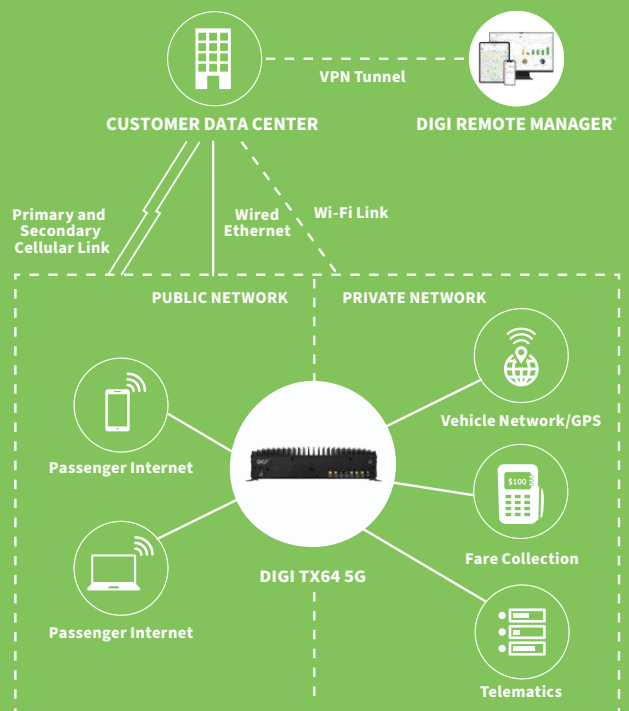 VPN Tunnel
CUSTOMER DATA CENTER
DIGI REMOTE MANAGER®
Primary and
Secondary
Cellular Link
Wired
Ethernet
Wi-Fi Link
PUBLIC NETWORK
PRIVATE NETWORK
Passenger Internet
Vehicle Network/GPS
$100
Fare Collection
DIGI TX64 5G
Passenger Internet
Telematics